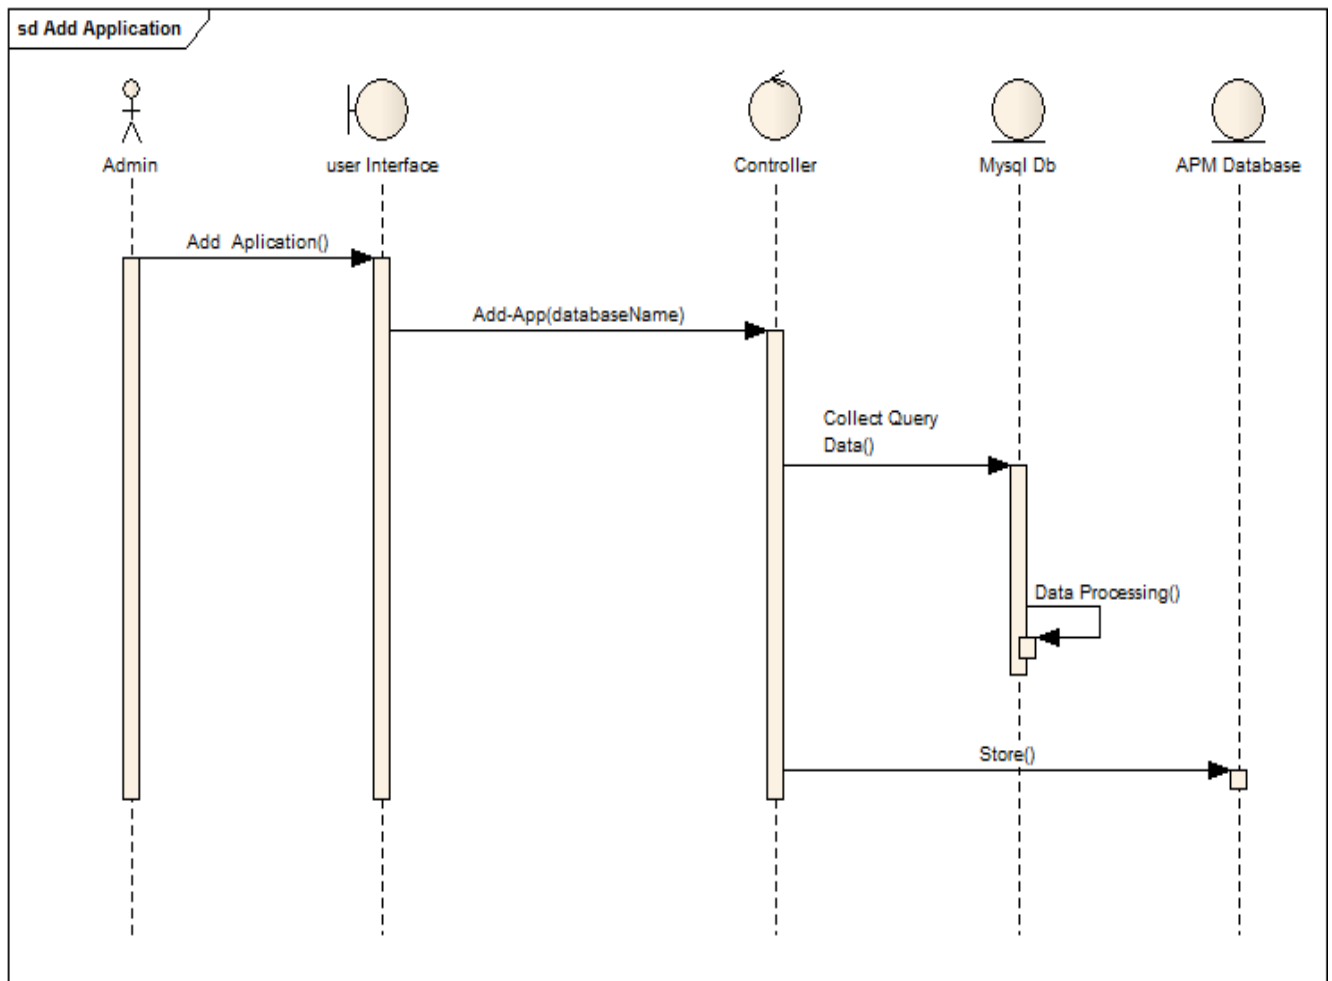 sd Add Application
Admin
user Interface
Controller
Mysql Db
APM Database
Add Aplication()
Add-App(databaseName)
Collect Query
Data()
Data Processing()
Store()